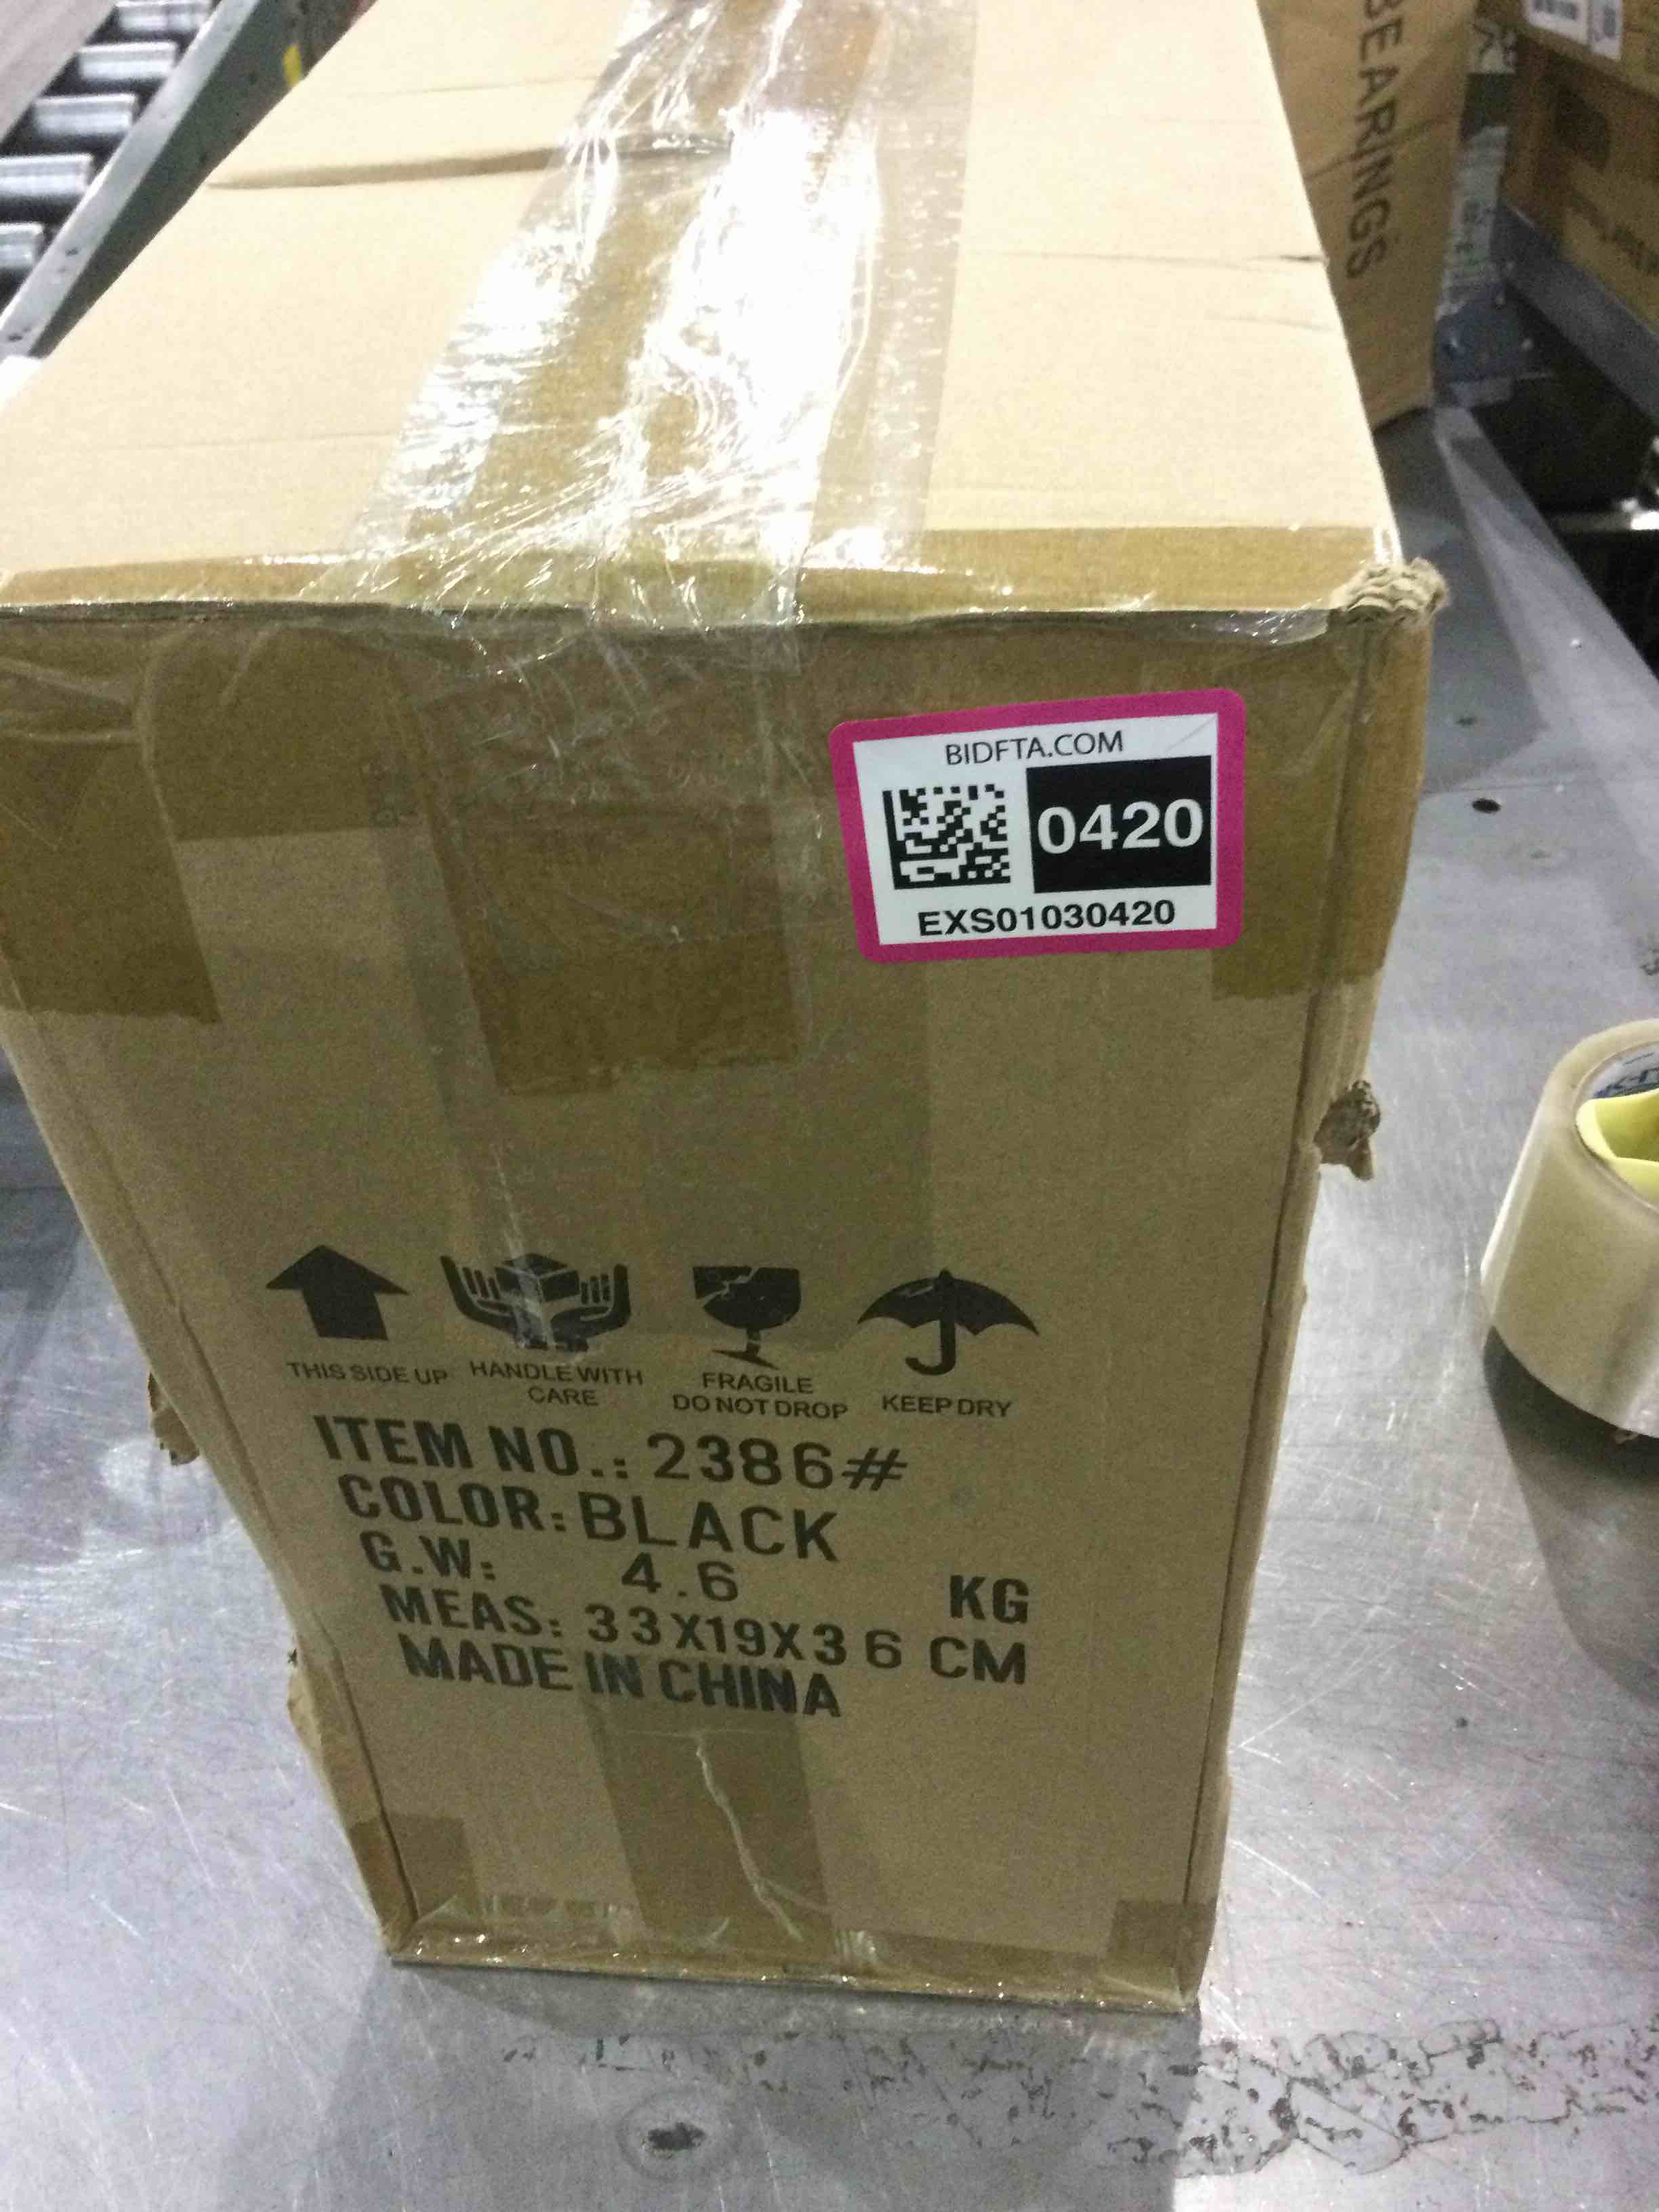 BEARINGS
BIDFTA.COM
0420
EXS01030420
THIS SIDE UP
HANDLE WITH
CARE
FRAGILE
DO NOT DROP
KEEP DRY
ITEM NO.: 2386#
COLOR: BLACK
G.W: 4.6 KG
MEAS: 33X19X36 CM
MADE IN CHINA